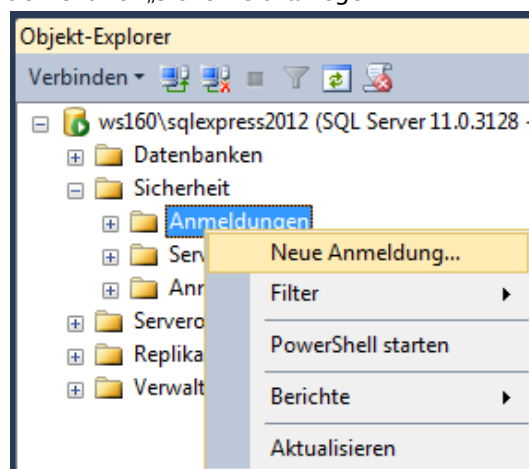 Objekt-Explorer
Verbinden
ws160\sqlexpress2012 (SQL Server 11.0.3128 -
Datenbanken
Sicherheit
Anmeldungen
Neue Anmeldung...
Filter
PowerShell starten
Berichte
Aktualisieren